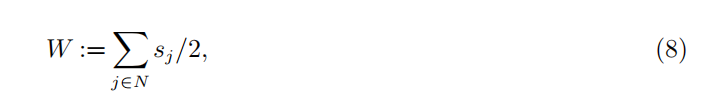 W := ∑_{j∈N} s_j/2, (8)